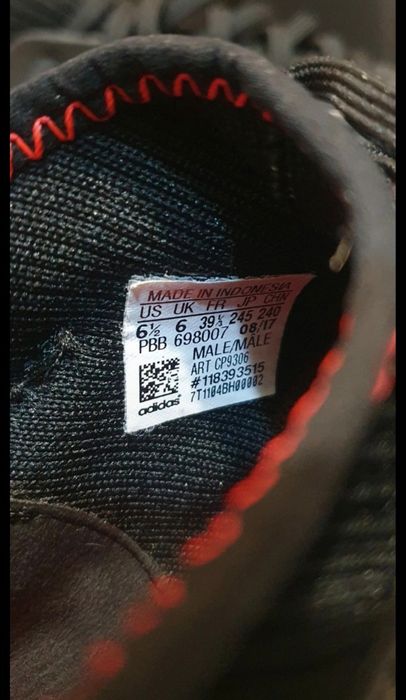 MADE IN INDONESIA
US UK FR JP CHN
6½ 6 39⅓ 245 240
PBB 698007 08/17
MALE/MALE
ART CP9306
#118393515
7T1104BH00002
adidas